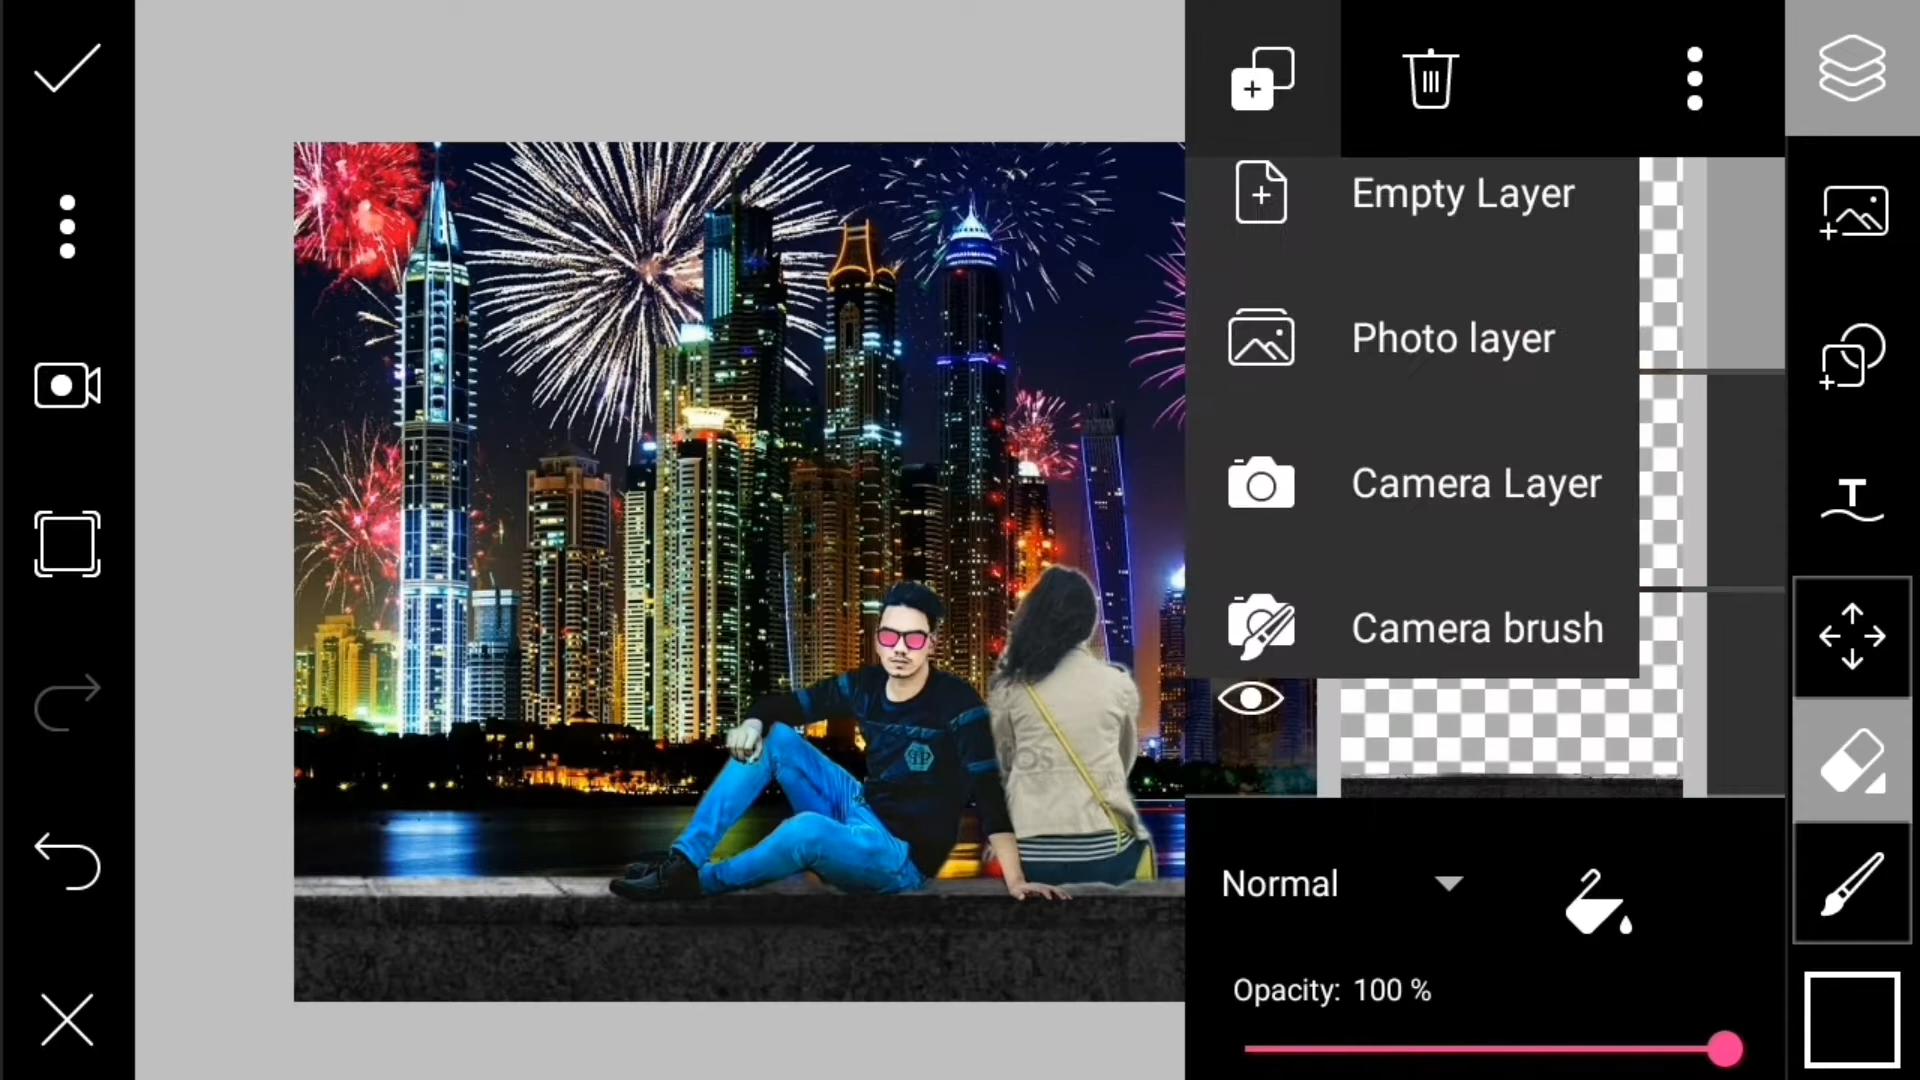 Empty Layer
Photo layer
Camera Layer
Camera brush
Normal
Opacity: 100 %